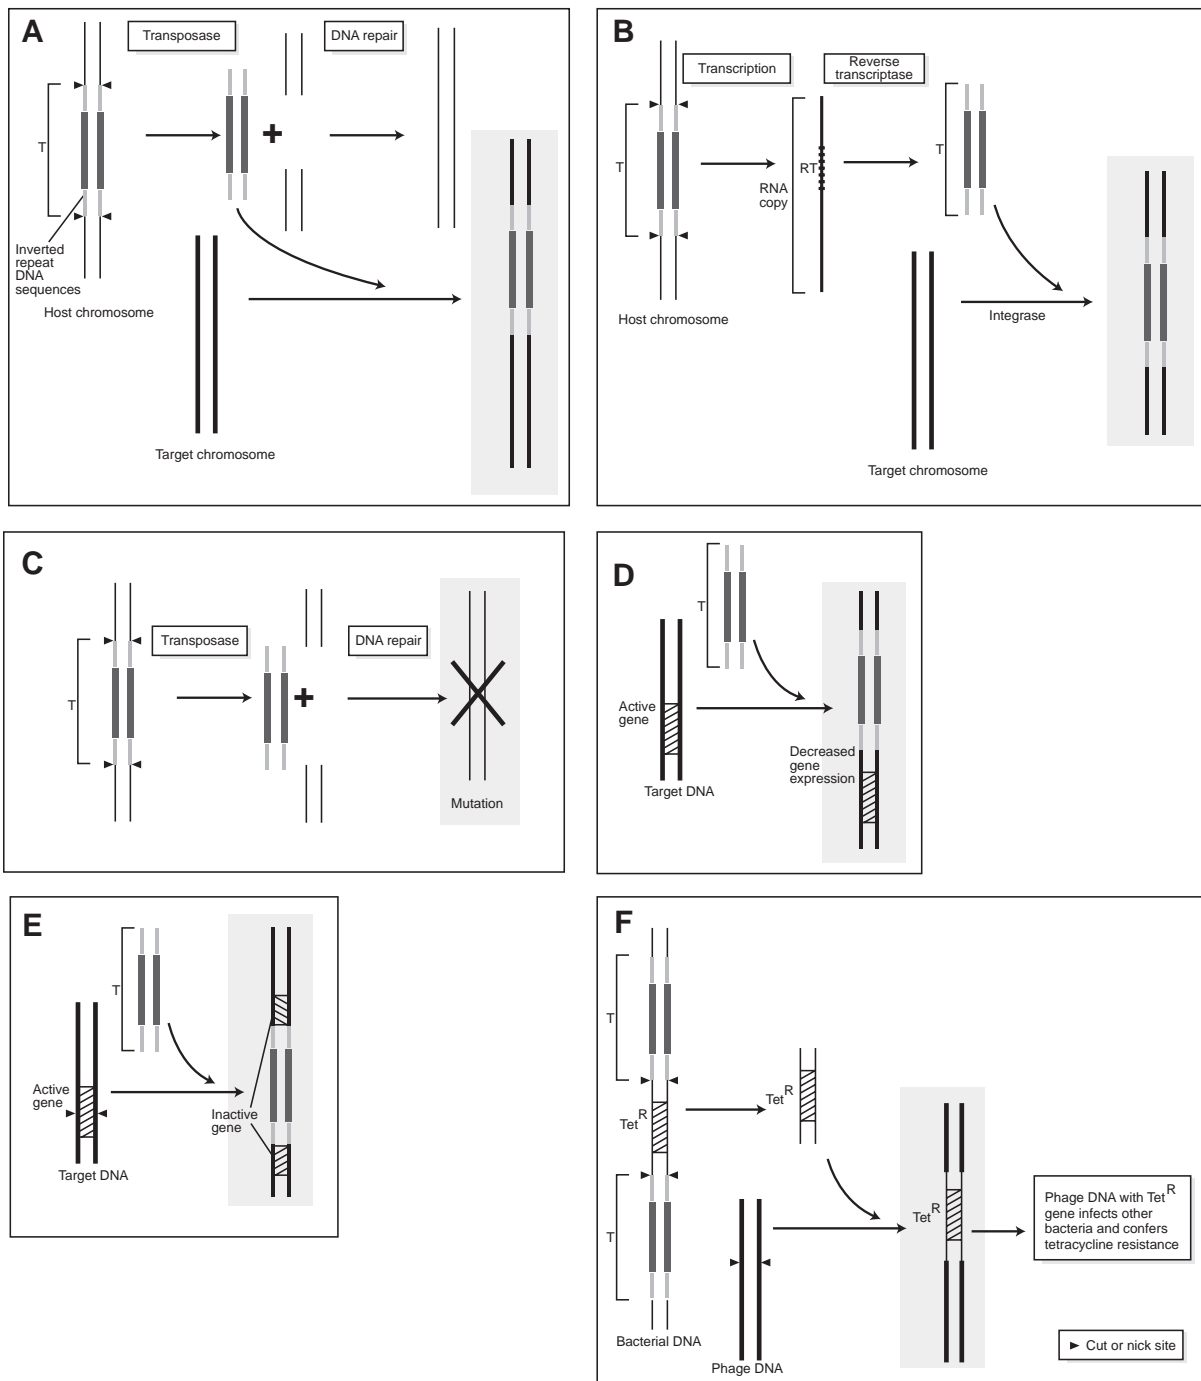 A
Transposase
DNA repair
T
Inverted
repeat
DNA
sequences
Host chromosome
Target chromosome
B
Transcription
Reverse
transcriptase
T
RNA
copy
RT
T
Host chromosome
Integrase
Target chromosome
C
Transposase
DNA repair
T
Mutation
D
T
Active
gene
Target DNA
Decreased
gene
expression
E
T
Active
gene
Target DNA
Inactive
gene
F
T
Tet^R
T
Bacterial DNA
Tet^R
Phage DNA
Tet^R
Phage DNA with Tet^R
gene infects other
bacteria and confers
tetracycline resistance
Cut or nick site